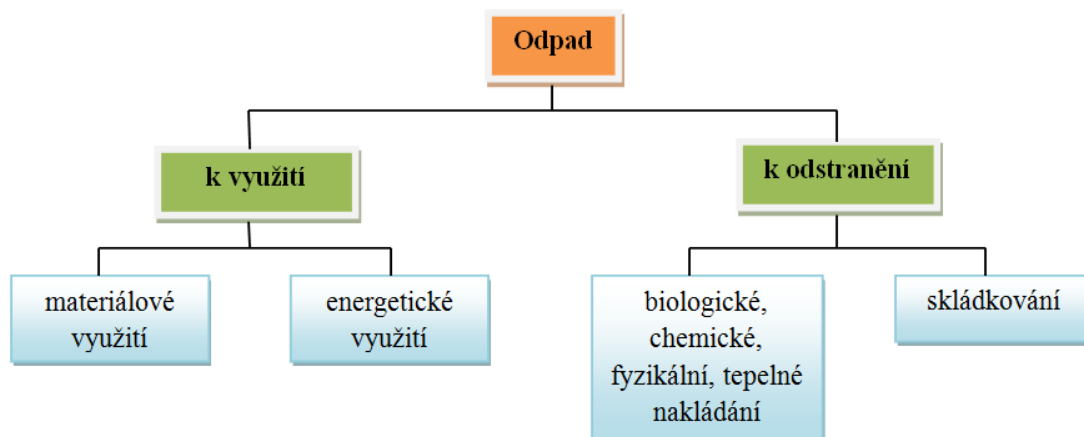 Odpad
k využití
k odstranění
materiálové
využití
energetické
využití
biologické,
chemické,
fyzikální, tepelné
nakládání
skládkování